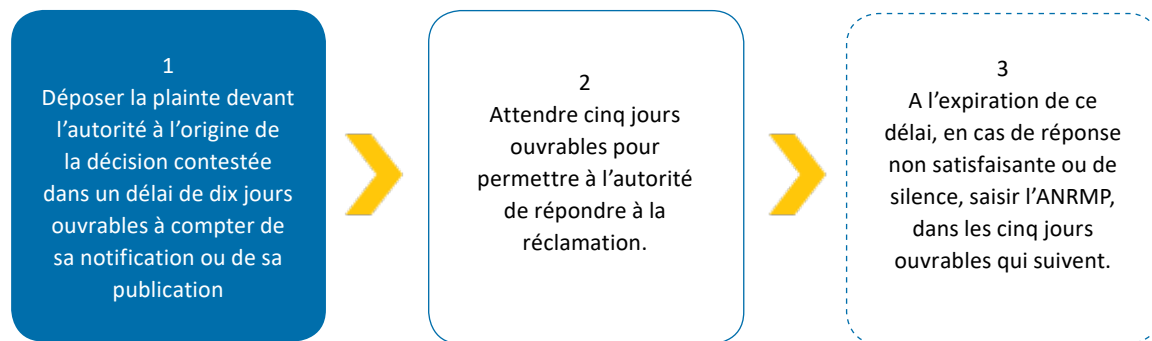 1
Déposer la plainte devant
l’autorité à l’origine de
la décision contestée
dans un délai de dix jours
ouvrables à compter de
sa notification ou de sa
publication
2
Attendre cinq jours
ouvrables pour
permettre à l’autorité
de répondre à la
réclamation.
3
A l’expiration de ce
délai, en cas de réponse
non satisfaisante ou de
silence, saisir l’ANRMP,
dans les cinq jours
ouvrables qui suivent.